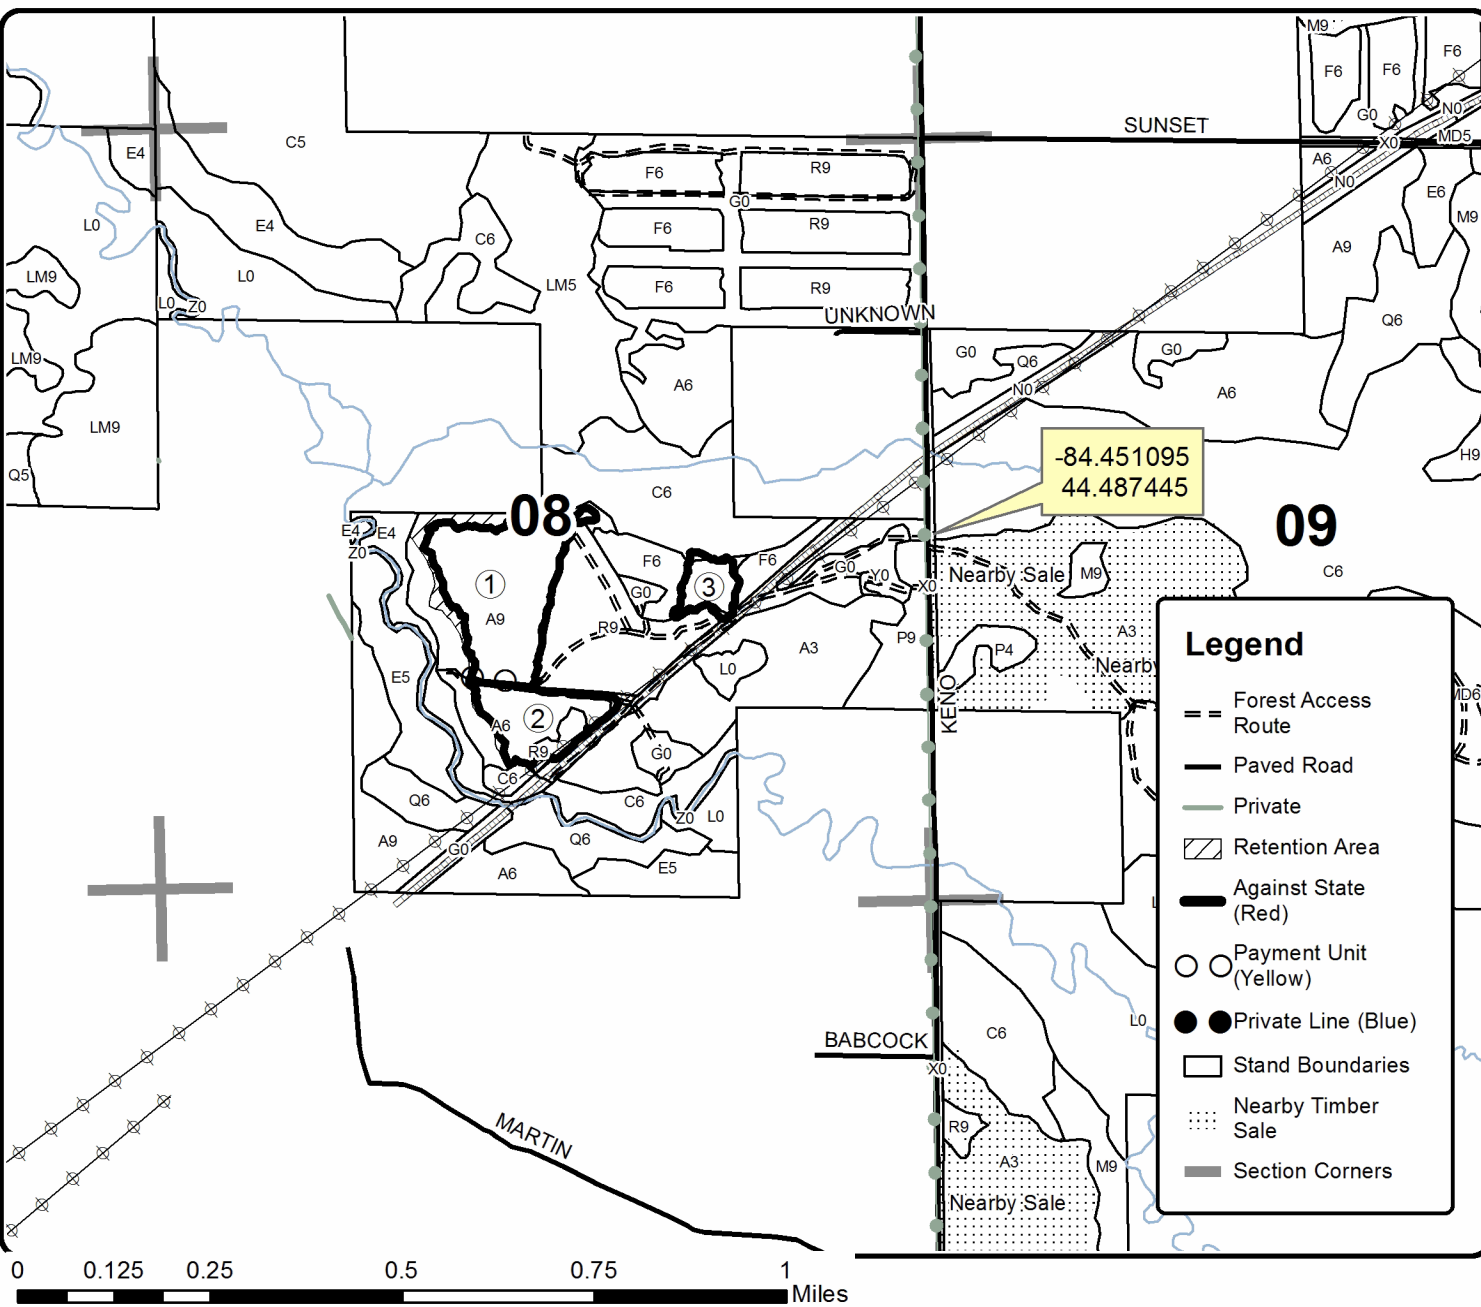 M9
F6
F6
F6
G0
N0
SUNSET
X0
MD5
E4
C5
F6
R9
A6
N0
E6
M9
G0
L0
E4
C6
F6
R9
A9
LM9
L0
LM5
F6
R9
L0
Z0
UNKNOWN
Q6
LM9
G0
Q6
G0
A6
N0
A6
LM9
-84.451095
44.487445
H9
Q5
C6
08
09
E4
E4
Z0
F6
F6
G0
Y0
X0
Nearby Sale
M9
C6
1
3
G0
A9
R9
A3
P9
P4
A3
Nearby
E5
L0
KENO
MD6
2
A6
R9
G0
C6
Q6
C6
Z0
L0
A9
G0
Q6
A6
E5
L
L0
C6
BABCOCK
X0
R9
MARTIN
A3
M9
Nearby Sale
Legend
Forest Access
Route
Paved Road
Private
Retention Area
Against State
(Red)
Payment Unit
(Yellow)
Private Line (Blue)
Stand Boundaries
Nearby Timber
Sale
Section Corners
0 0.125 0.25 0.5 0.75 1
Miles